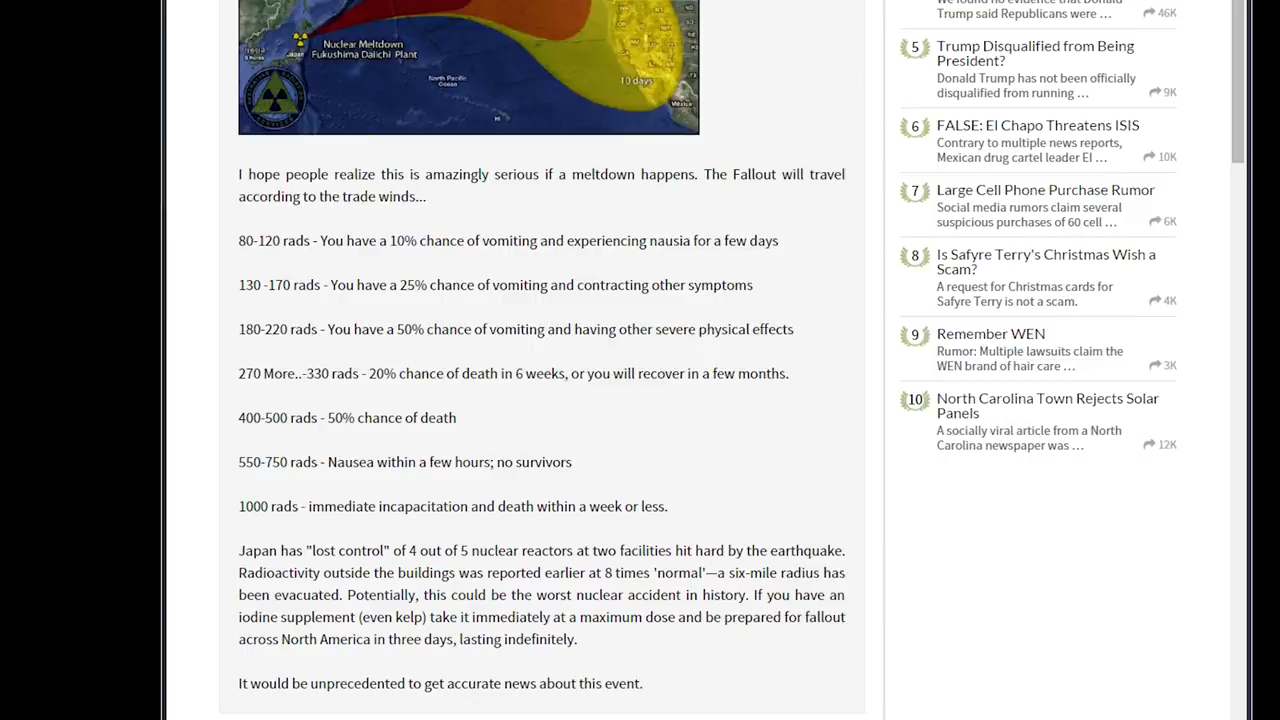 Nuclear Meltdown
Fukushima Daiichi Plant
Japan
North Pacific
Ocean
HI
10 days
Mexico
I hope people realize this is amazingly serious if a meltdown happens. The Fallout will travel
according to the trade winds...
80-120 rads - You have a 10% chance of vomiting and experiencing nausia for a few days
130 -170 rads - You have a 25% chance of vomiting and contracting other symptoms
180-220 rads - You have a 50% chance of vomiting and having other severe physical effects
270 More..-330 rads - 20% chance of death in 6 weeks, or you will recover in a few months.
400-500 rads - 50% chance of death
550-750 rads - Nausea within a few hours; no survivors
1000 rads - immediate incapacitation and death within a week or less.
Japan has "lost control" of 4 out of 5 nuclear reactors at two facilities hit hard by the earthquake.
Radioactivity outside the buildings was reported earlier at 8 times 'normal'—a six-mile radius has
been evacuated. Potentially, this could be the worst nuclear accident in history. If you have an
iodine supplement (even kelp) take it immediately at a maximum dose and be prepared for fallout
across North America in three days, lasting indefinitely.
It would be unprecedented to get accurate news about this event.
We found no evidence that Donald
Trump said Republicans were ...
46K
5
Trump Disqualified from Being
President?
Donald Trump has not been officially
disqualified from running ...
9K
6
FALSE: El Chapo Threatens ISIS
Contrary to multiple news reports,
Mexican drug cartel leader El ...
10K
7
Large Cell Phone Purchase Rumor
Social media rumors claim several
suspicious purchases of 60 cell ...
6K
8
Is Safyre Terry's Christmas Wish a
Scam?
A request for Christmas cards for
Safyre Terry is not a scam.
4K
9
Remember WEN
Rumor: Multiple lawsuits claim the
WEN brand of hair care ...
3K
10
North Carolina Town Rejects Solar
Panels
A socially viral article from a North
Carolina newspaper was ...
12K